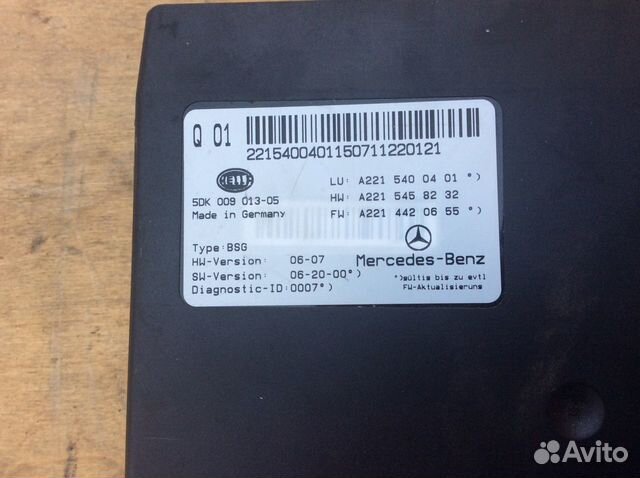 Q 01
22154004011507112201​21
HELLA
5DK 009 013-05
Made in Germany
LU: A221 540 04 01 °)
HW: A221 545 82 32
FW: A221 442 06 55 °)
Type: BSG
HW-Version: 06-07
SW-Version: 06-20-00°)
Diagnostic-ID: 0007°)
Mercedes-Benz
°)gültig bis zu evtl
FW-Aktualisierung
Avito